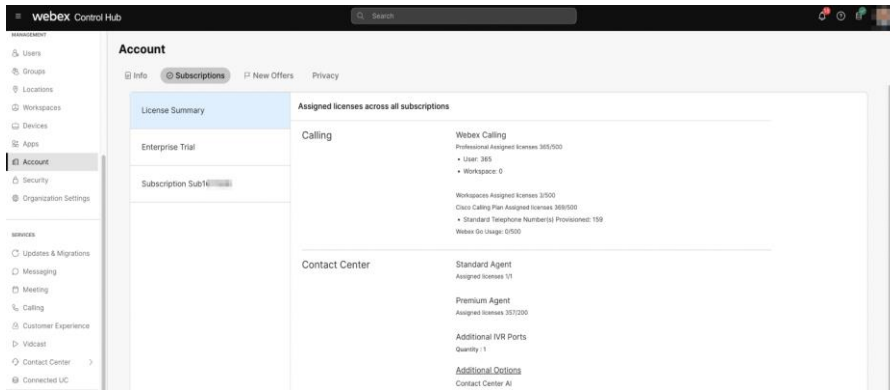 webex Control Hub
Search
MANAGEMENT
Users
Groups
Locations
Workspaces
Devices
Apps
Account
Security
Organization Settings
SERVICES
Updates & Migrations
Messaging
Meeting
Calling
Customer Experience
Vidcast
Contact Center
Connected UC
Account
Info
Subscriptions
New Offers
Privacy
License Summary
Enterprise Trial
Subscription Sub16
Assigned licenses across all subscriptions
Calling
Webex Calling
Professional Assigned licenses 365/500
• User: 365
• Workspace: 0
Workspaces Assigned licenses 3/500
Cisco Calling Plan Assigned licenses 369/500
• Standard Telephone Number(s) Provisioned: 159
Webex Go Usage: 0/500
Contact Center
Standard Agent
Assigned licenses 1/1
Premium Agent
Assigned licenses 357/200
Additional IVR Ports
Quantity : 1
Additional Options
Contact Center AI